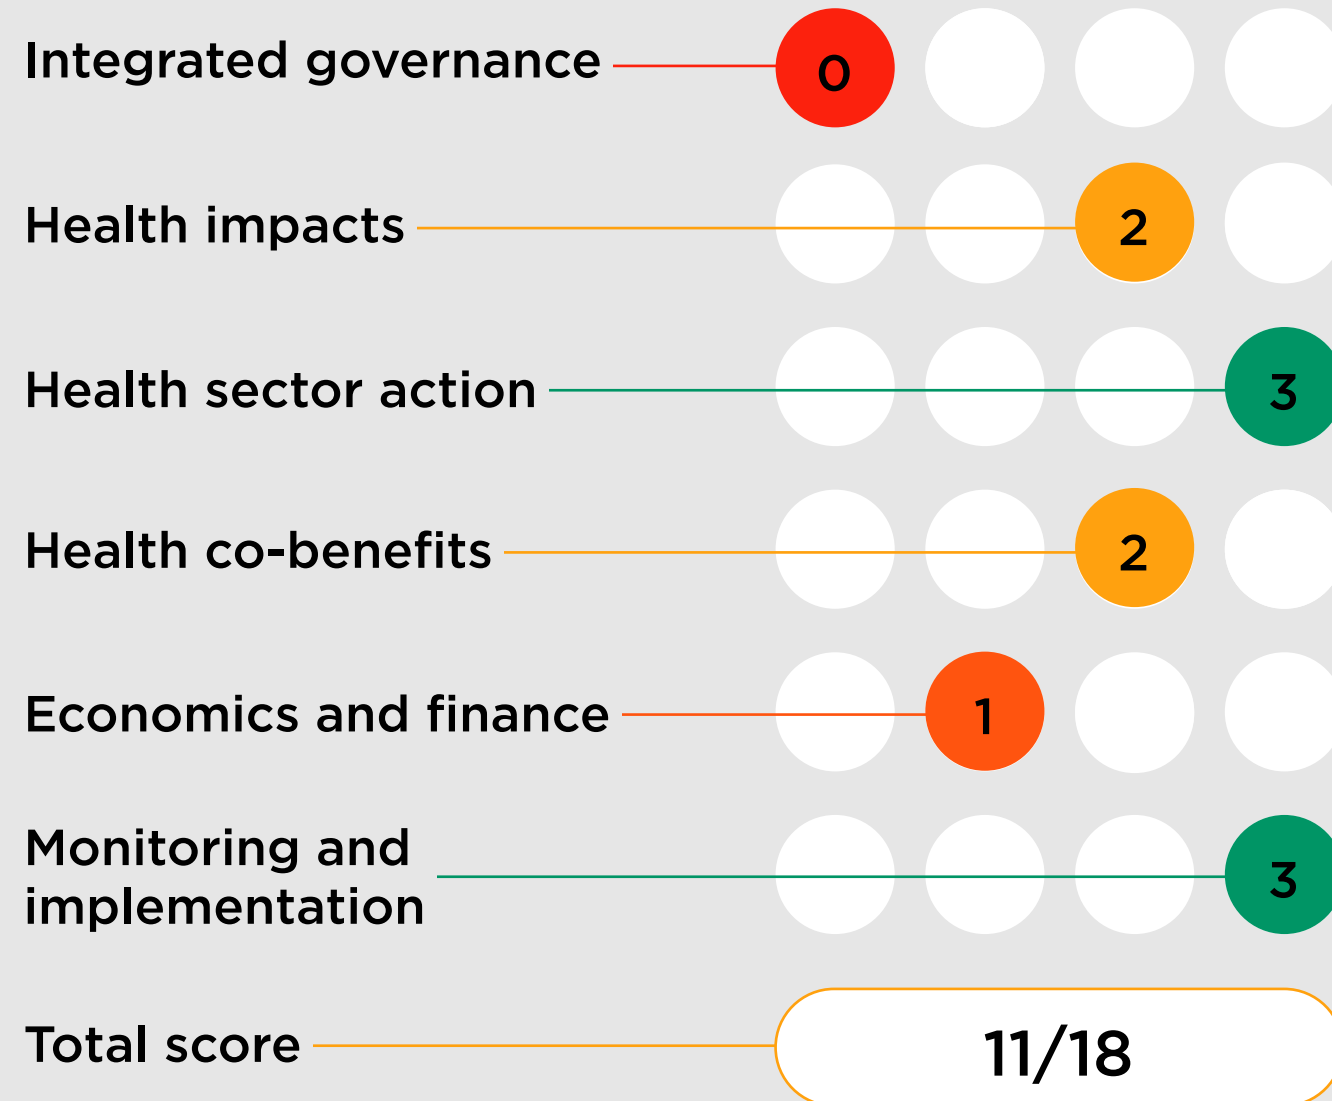 Integrated governance 0
Health impacts 2
Health sector action 3
Health co-benefits 2
Economics and finance 1
Monitoring and
implementation 3
Total score 11/18